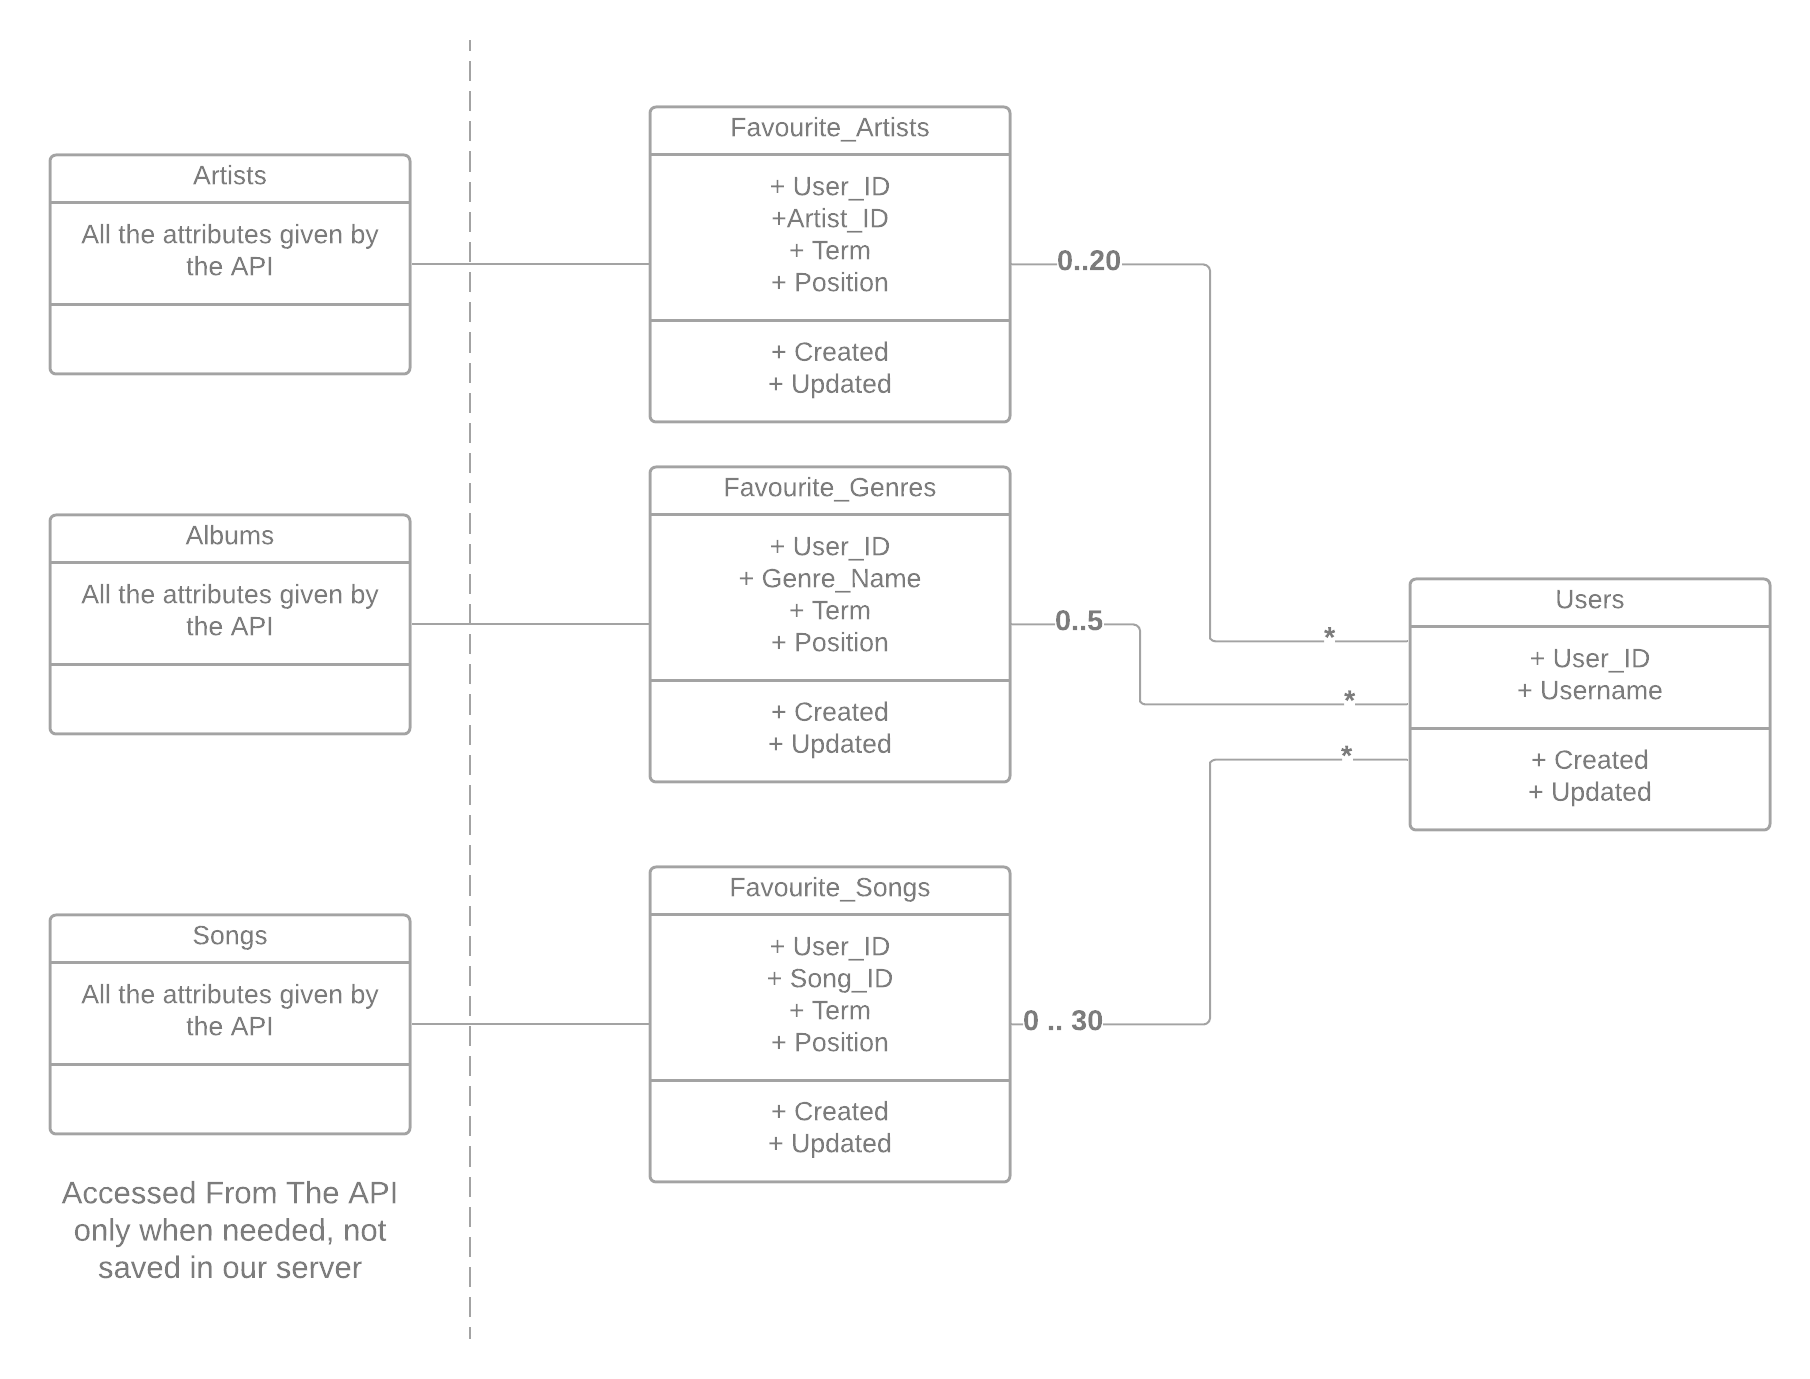 Artists
All the attributes given by
the API
Albums
All the attributes given by
the API
Songs
All the attributes given by
the API
Accessed From The API
only when needed, not
saved in our server
Favourite_Artists
+ User_ID
+Artist_ID
+ Term
+ Position
+ Created
+ Updated
0..20
*
Favourite_Genres
+ User_ID
+ Genre_Name
+ Term
+ Position
+ Created
+ Updated
0..5
*
Favourite_Songs
+ User_ID
+ Song_ID
+ Term
+ Position
+ Created
+ Updated
0 .. 30
*
Users
+ User_ID
+ Username
+ Created
+ Updated